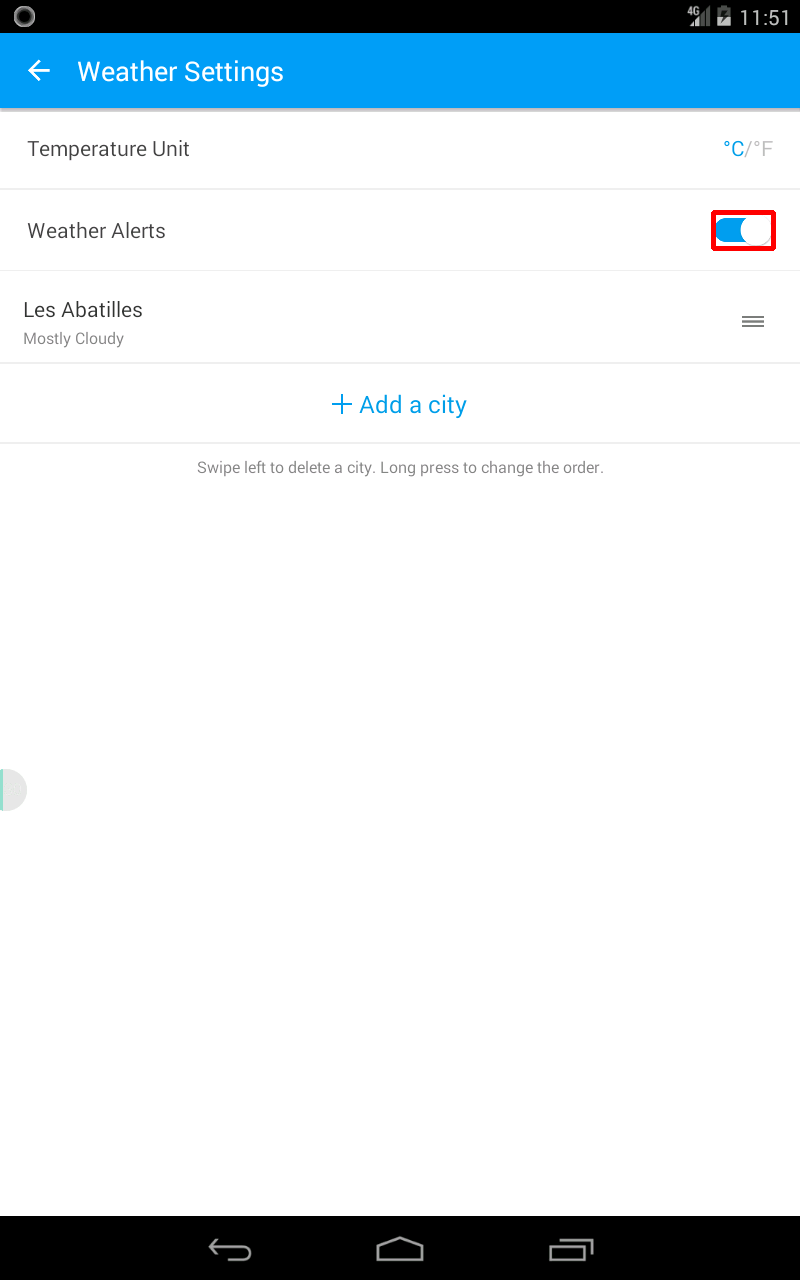 4G 11:51
Weather Settings
Temperature Unit °C/°F
Weather Alerts
Les Abatilles
Mostly Cloudy
+ Add a city
Swipe left to delete a city. Long press to change the order.